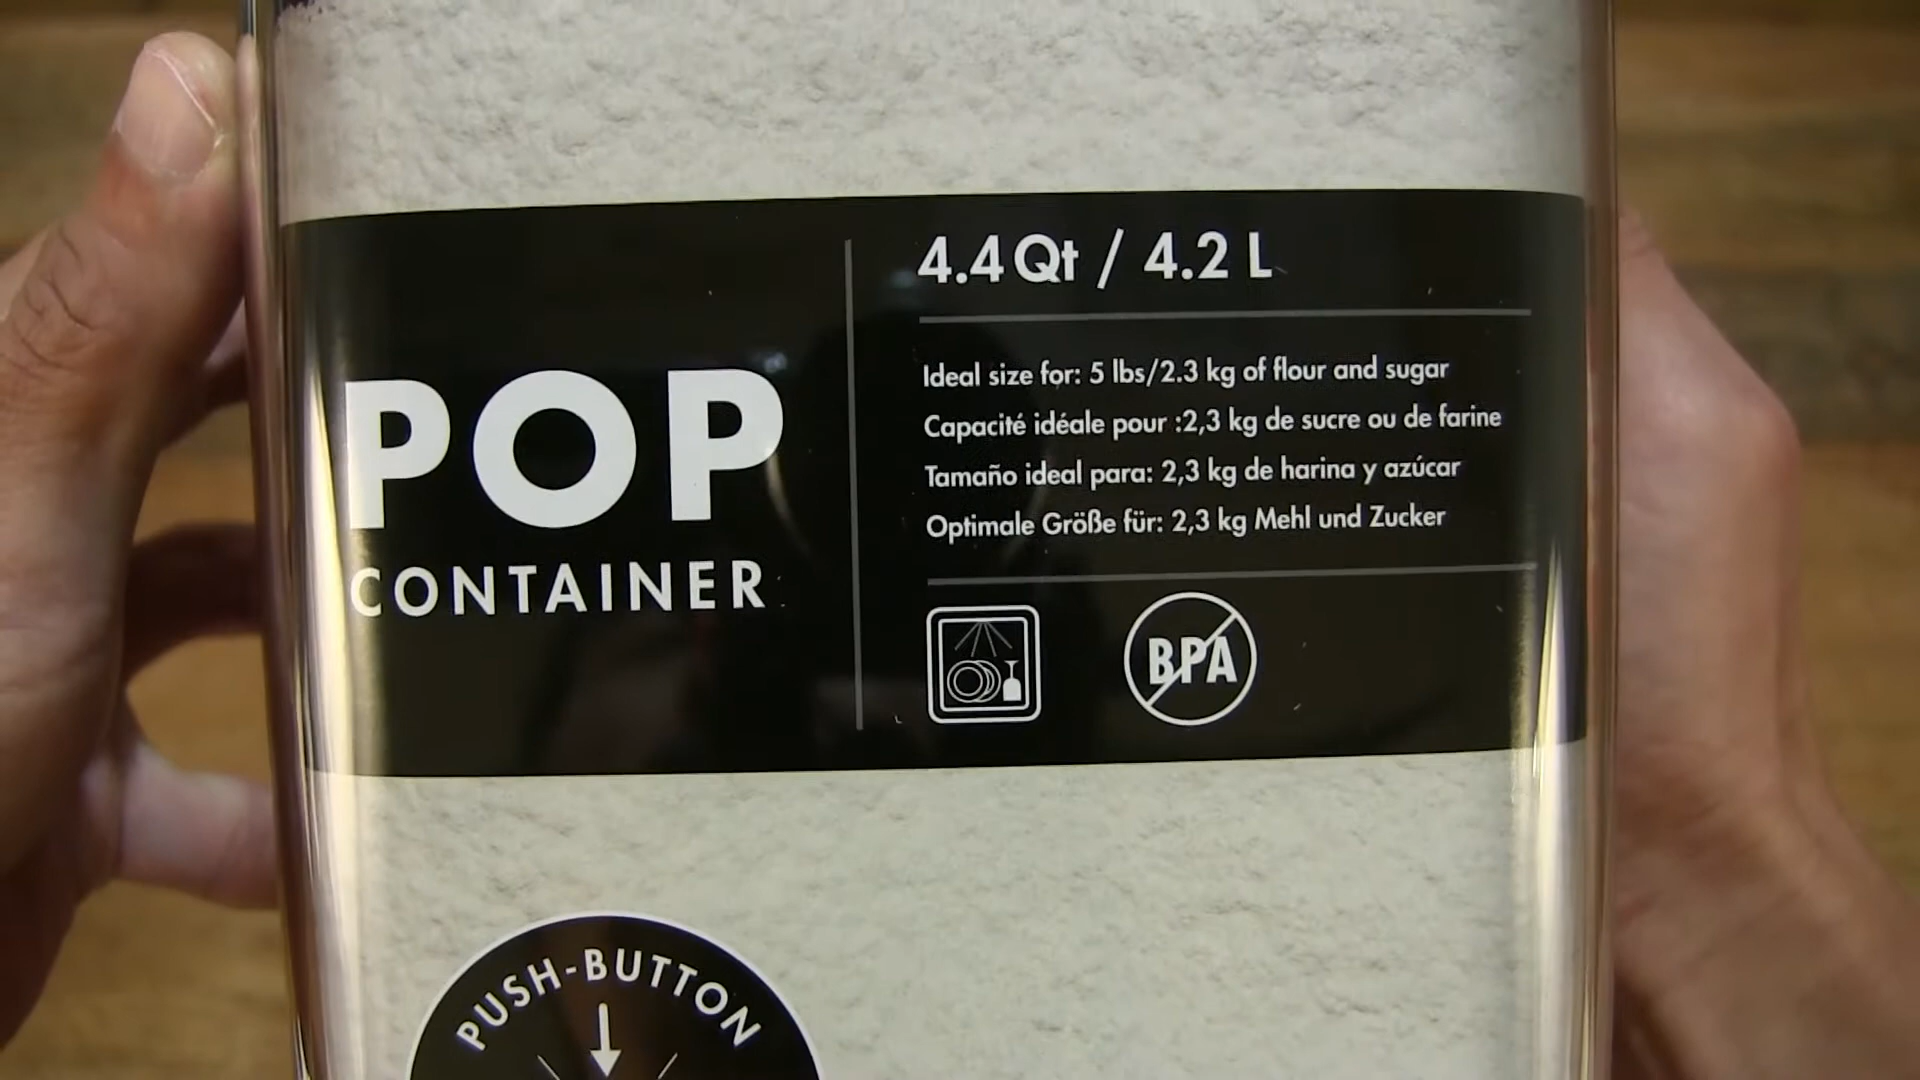 POP
CONTAINER
4.4 Qt / 4.2 L
Ideal size for: 5 lbs/2.3 kg of flour and sugar
Capacité idéale pour :2,3 kg de sucre ou de farine
Tamaño ideal para: 2,3 kg de harina y azúcar
Optimale Größe für: 2,3 kg Mehl und Zucker
BPA
PUSH-BUTTON